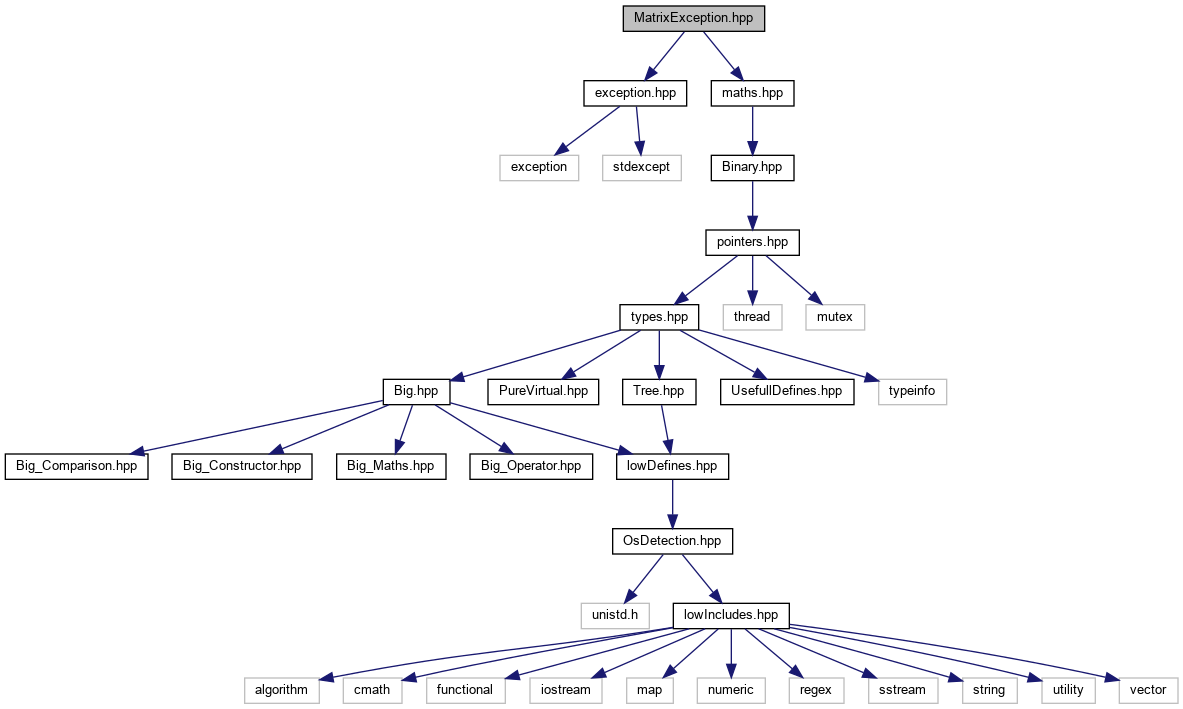 MatrixException.hpp
exception.hpp
maths.hpp
exception
stdexcept
Binary.hpp
pointers.hpp
types.hpp
thread
mutex
Big.hpp
PureVirtual.hpp
Tree.hpp
UsefullDefines.hpp
typeinfo
Big_Comparison.hpp
Big_Constructor.hpp
Big_Maths.hpp
Big_Operator.hpp
lowDefines.hpp
OsDetection.hpp
unistd.h
lowIncludes.hpp
algorithm
cmath
functional
iostream
map
numeric
regex
sstream
string
utility
vector